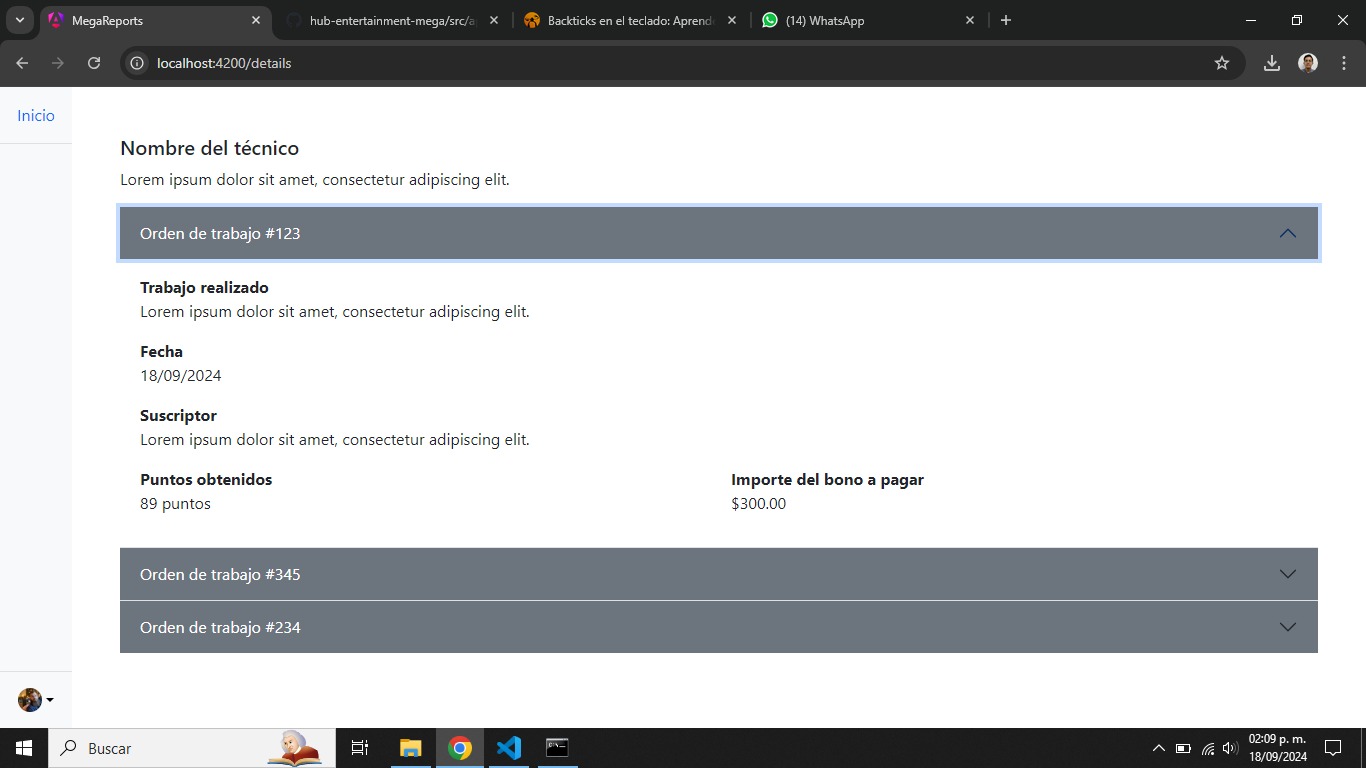 MegaReports
hub-entertainment-mega/src/a
Backticks en el teclado: Aprend
(14) WhatsApp
localhost:4200/details
Inicio
Nombre del técnico
Lorem ipsum dolor sit amet, consectetur adipiscing elit.
Orden de trabajo #123
Trabajo realizado
Lorem ipsum dolor sit amet, consectetur adipiscing elit.
Fecha
18/09/2024
Suscriptor
Lorem ipsum dolor sit amet, consectetur adipiscing elit.
Puntos obtenidos
89 puntos
Importe del bono a pagar
$300.00
Orden de trabajo #345
Orden de trabajo #234
Buscar
02:09 p. m.
18/09/2024